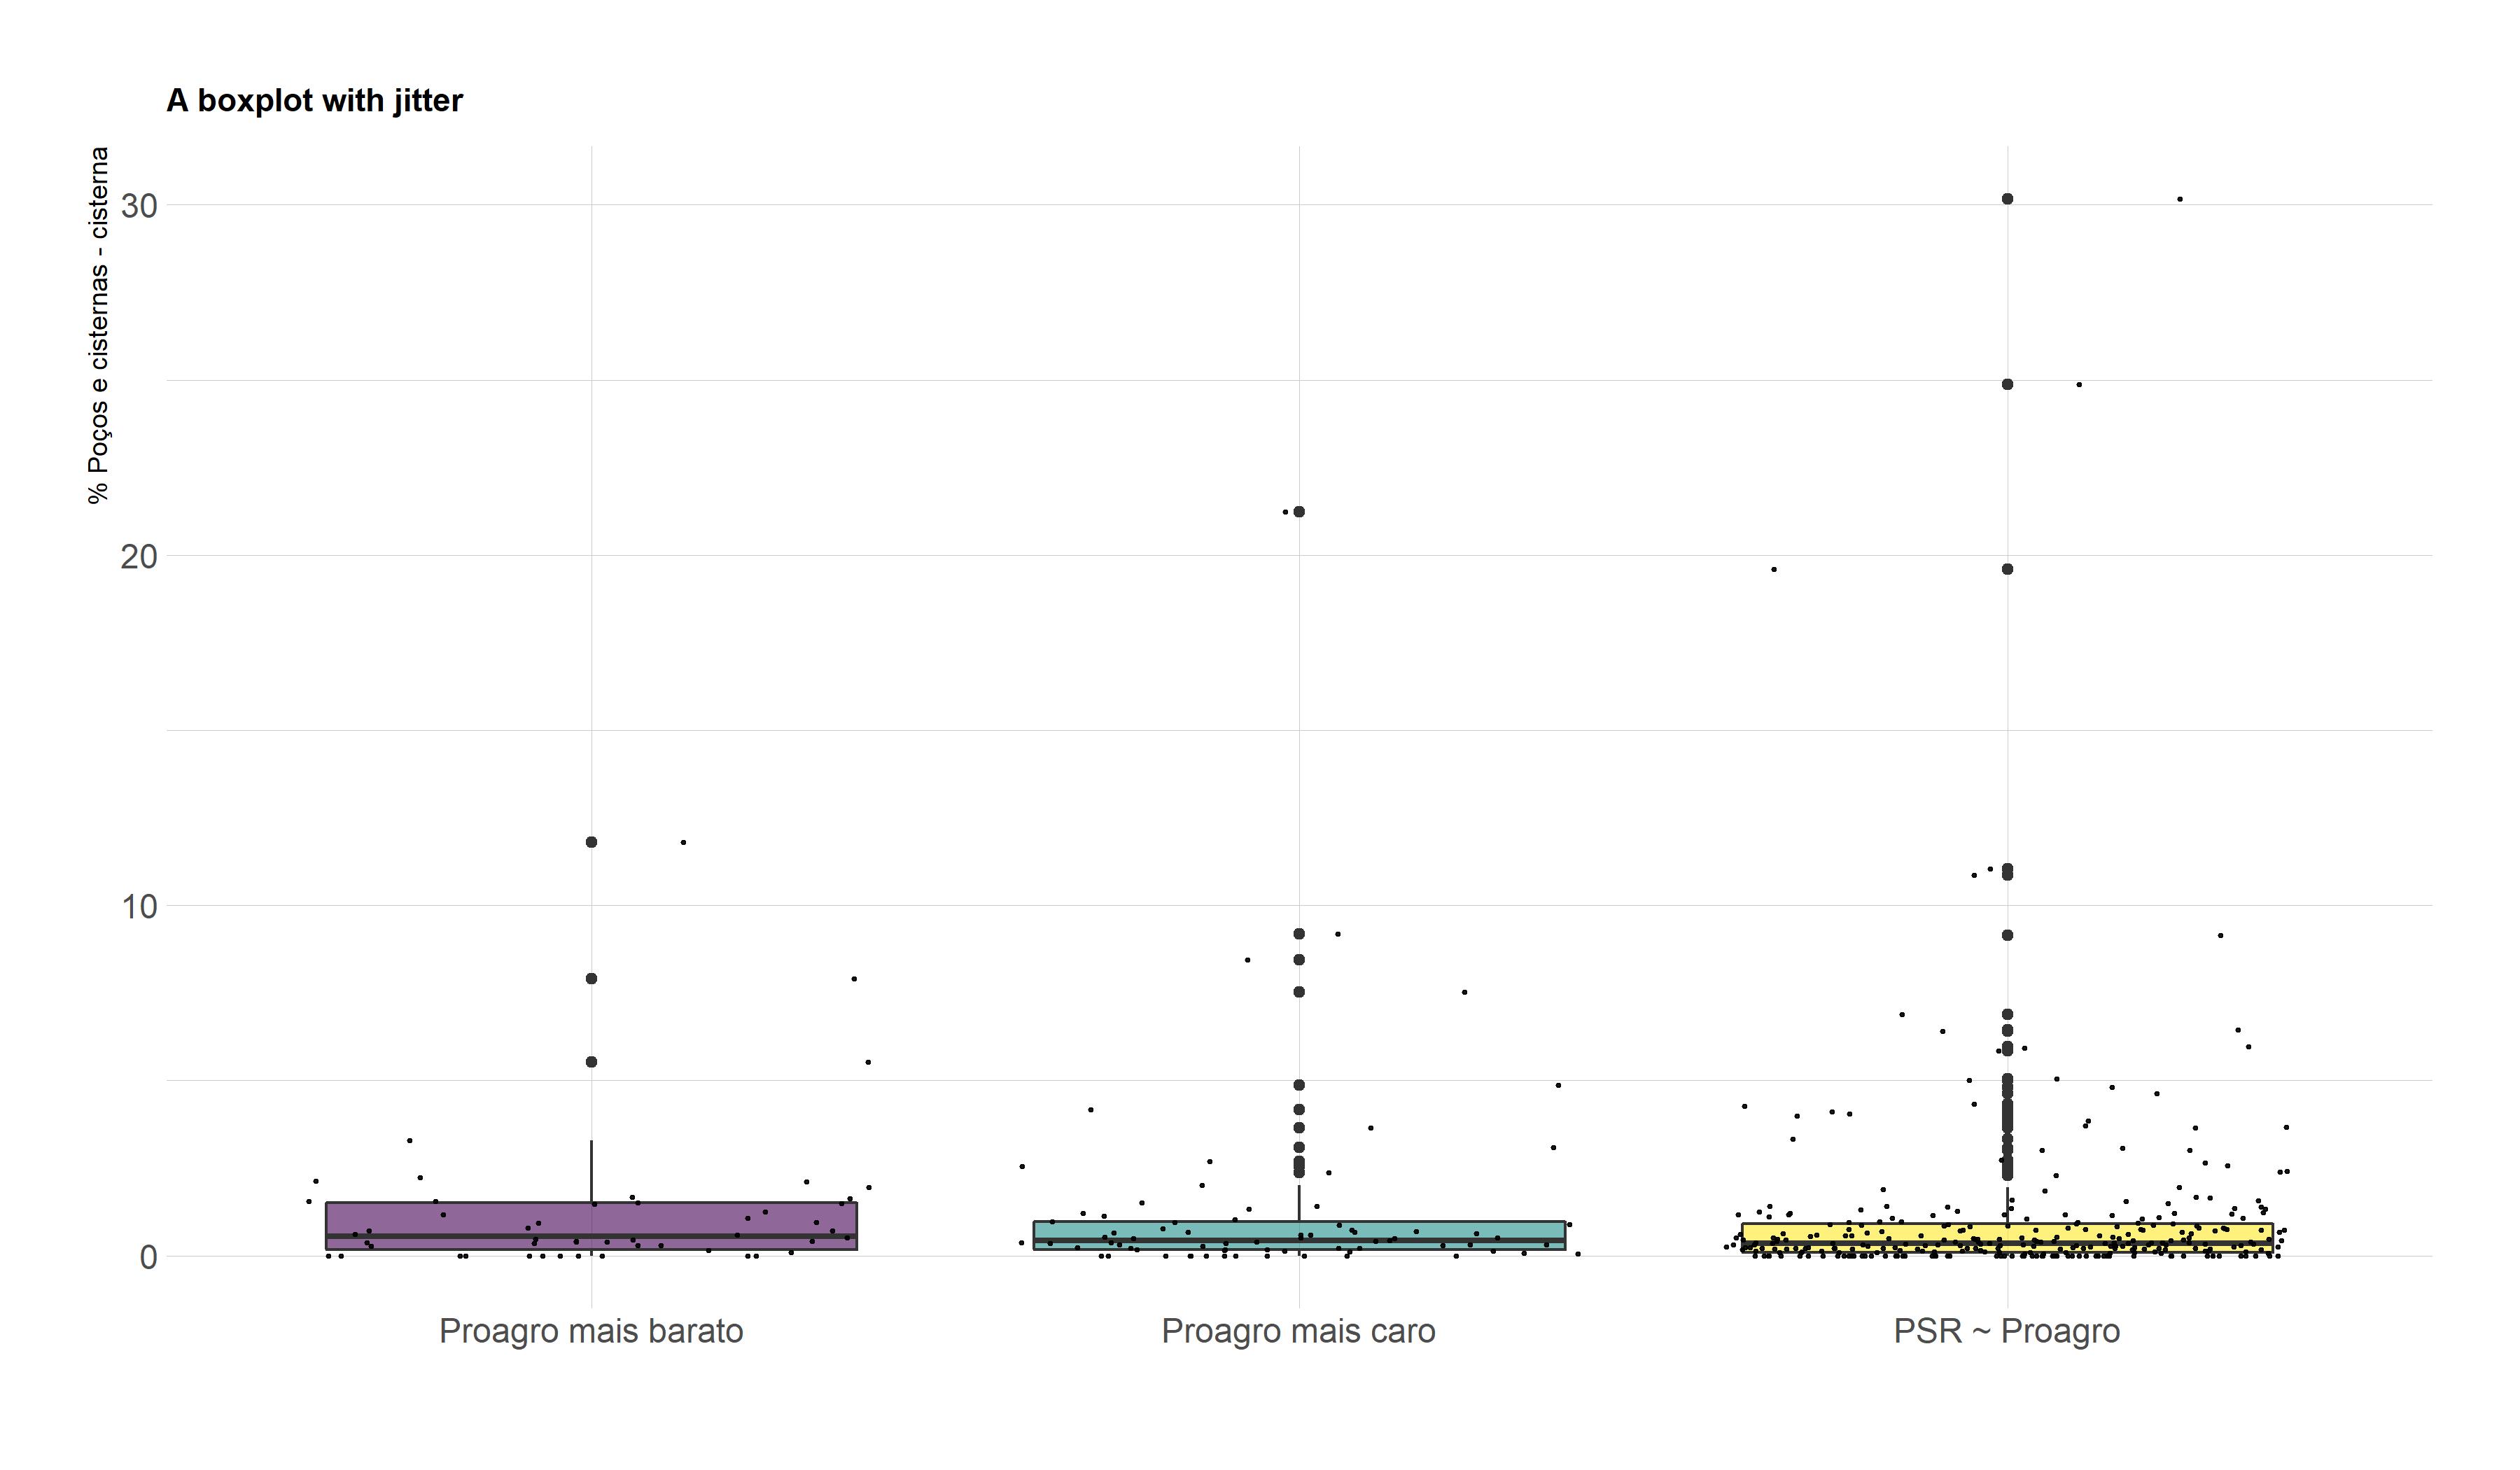 A boxplot with jitter
% Poços e cisternas - cisterna
30
20
10
0
Proagro mais barato
Proagro mais caro
PSR ~ Proagro